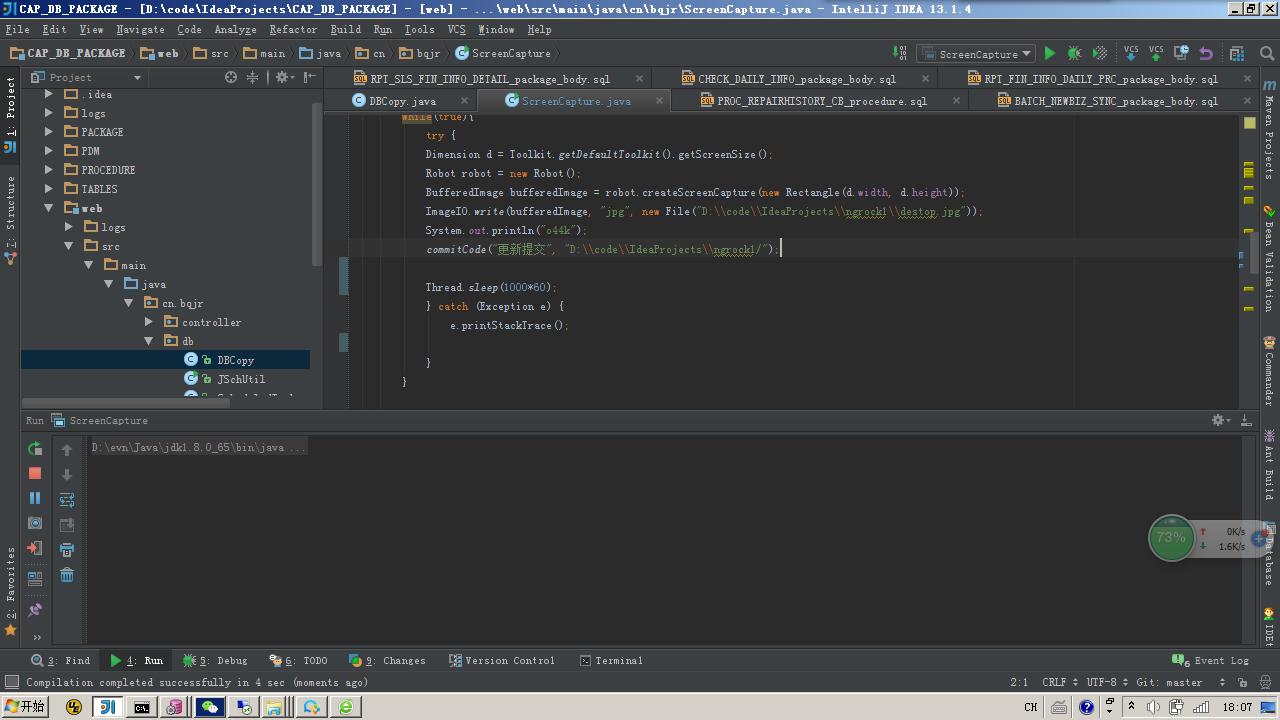 CAP_DB_PACKAGE - [D:\code\IdeaProjects\CAP_DB_PACKAGE] - [web] - ...\web\src\main\java\cn\bqjr\ScreenCapture.java - IntelliJ IDEA 13.1.4
File Edit View Navigate Code Analyze Refactor Build Run Tools VCS Window Help
CAP_DB_PACKAGE web src main java cn bqjr ScreenCapture ScreenCapture VCS VCS
Project RPT_SLS_FIN_INFO_DETAIL_package_body.sql CHECK_DAILY_INFO_package_body.sql RPT_FIN_INFO_DAILY_PRC_package_body.sql
DBCopy.java ScreenCapture.java PROC_REPAIRHISTORY_CB_procedure.sql BATCH_NEWBIZ_SYNC_package_body.sql
1: Project
7: Structure
2: Favorites
.idea
logs
PACKAGE
PDM
PROCEDURE
TABLES
web
logs
src
main
java
cn.bqjr
controller
db
DBCopy
JSchUtil
while(true){
try {
Dimension d = Toolkit.getDefaultToolkit().getScreenSize();
Robot robot = new Robot();
BufferedImage bufferedImage = robot.createScreenCapture(new Rectangle(d.width, d.height));
ImageIO.write(bufferedImage, "jpg", new File("D:\\code\\IdeaProjects\\ngrock1\\destop.jpg"));
System.out.println("o44k");
commitCode("更新提交", "D:\\code\\IdeaProjects\\ngrock1/");
Thread.sleep(1000*60);
} catch (Exception e) {
e.printStackTrace();
}
}
Maven Projects
Bean Validation
Commander
Ant Build
Database
IDEt
Run ScreenCapture
D:\evn\Java\jdk1.8.0_65\bin\java ...
73% 0K/s
1.6K/s
3: Find 4: Run 5: Debug 6: TODO 9: Changes Version Control Terminal 6 Event Log
Compilation completed successfully in 4 sec (moments ago) 2:1 CRLF UTF-8 Git: master
开始 CH 18:07